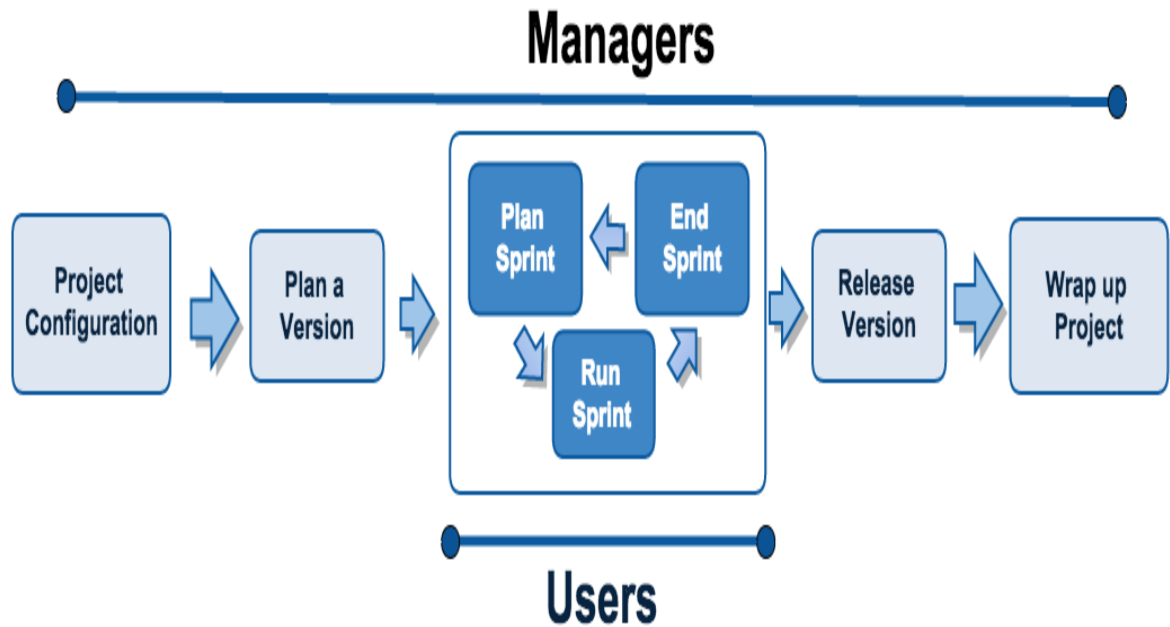 Managers
Project
Configuration
Plan a
Version
Plan
Sprint
End
Sprint
Run
Sprint
Release
Version
Wrap up
Project
Users